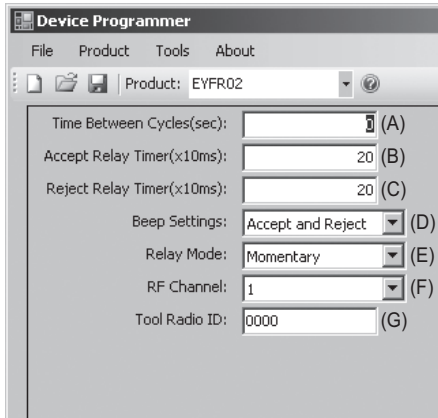 Device Programmer
File Product Tools About
Product: EYFR02
Time Between Cycles(sec): 0 (A)
Accept Relay Timer(x10ms): 20 (B)
Reject Relay Timer(x10ms): 20 (C)
Beep Settings: Accept and Reject (D)
Relay Mode: Momentary (E)
RF Channel: 1 (F)
Tool Radio ID: 0000 (G)